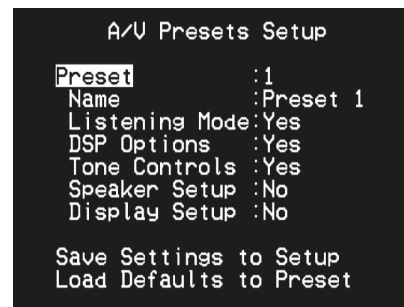 A/V Presets Setup
Preset :1
Name :Preset 1
Listening Mode:Yes
DSP Options :Yes
Tone Controls :Yes
Speaker Setup :No
Display Setup :No
Save Settings to Setup
Load Defaults to Preset